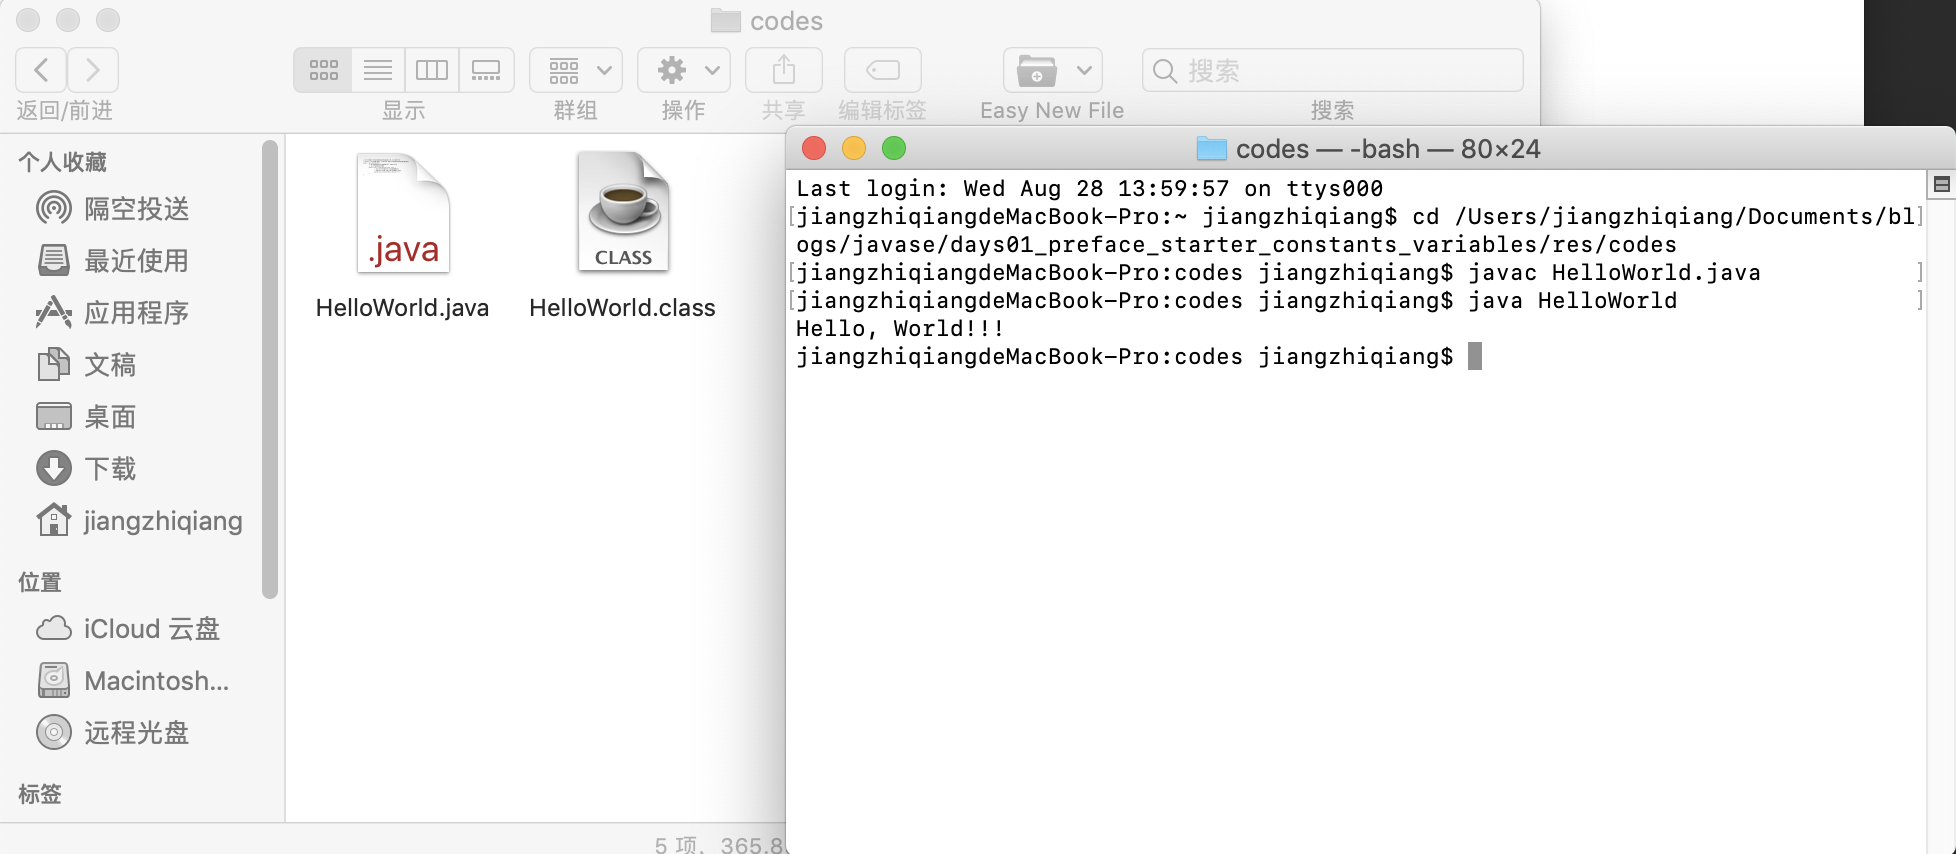 codes
搜索
返回/前进
显示
群组
操作
共享
编辑标签
Easy New File
搜索
个人收藏
隔空投送
最近使用
应用程序
文稿
桌面
下载
jiangzhiqiang
位置
iCloud 云盘
Macintosh...
远程光盘
标签
.java
CLASS
HelloWorld.java
HelloWorld.class
5 项，365.8
codes — -bash — 80×24
Last login: Wed Aug 28 13:59:57 on ttys000
[jiangzhiqiangdeMacBook-Pro:~ jiangzhiqiang$ cd /Users/jiangzhiqiang/Documents/bl]
ogs/javase/days01_preface_starter_constants_variables/res/codes
[jiangzhiqiangdeMacBook-Pro:codes jiangzhiqiang$ javac HelloWorld.java ]
[jiangzhiqiangdeMacBook-Pro:codes jiangzhiqiang$ java HelloWorld ]
Hello, World!!!
jiangzhiqiangdeMacBook-Pro:codes jiangzhiqiang$